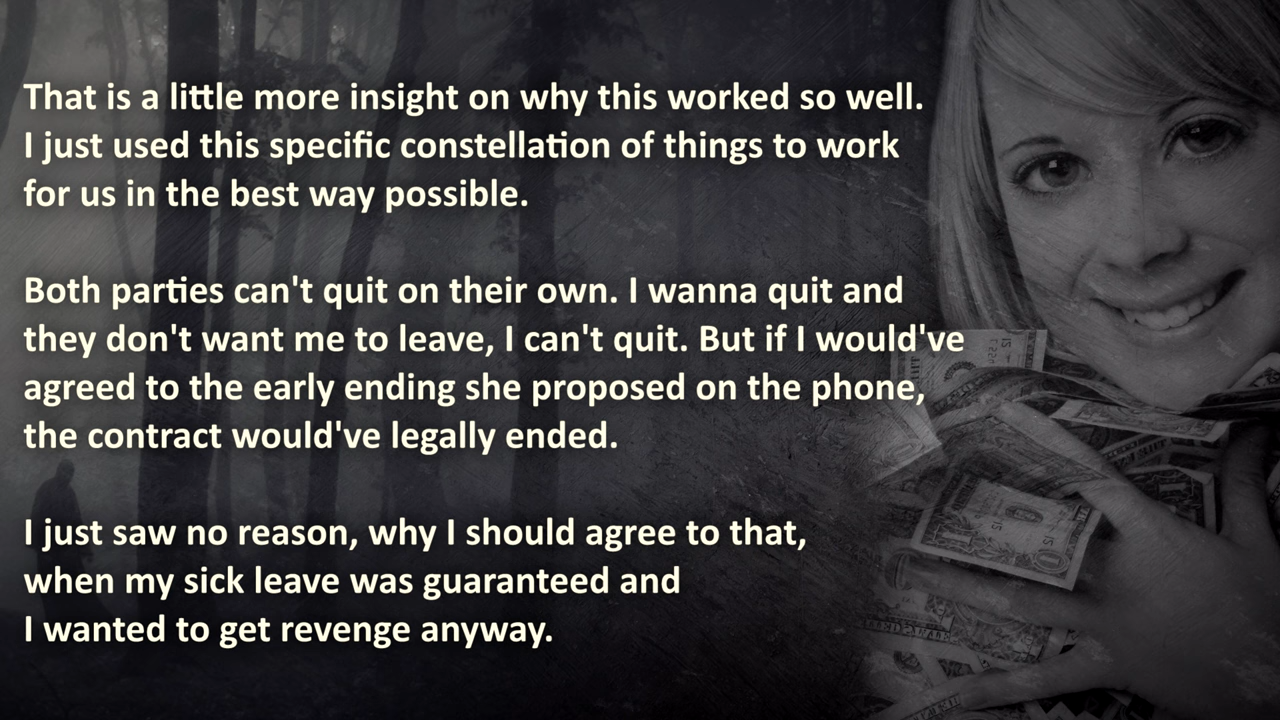 That is a little more insight on why this worked so well.
I just used this specific constellation of things to work
for us in the best way possible.
Both parties can't quit on their own. I wanna quit and
they don't want me to leave, I can't quit. But if I would've
agreed to the early ending she proposed on the phone,
the contract would've legally ended.
I just saw no reason, why I should agree to that,
when my sick leave was guaranteed and
I wanted to get revenge anyway.